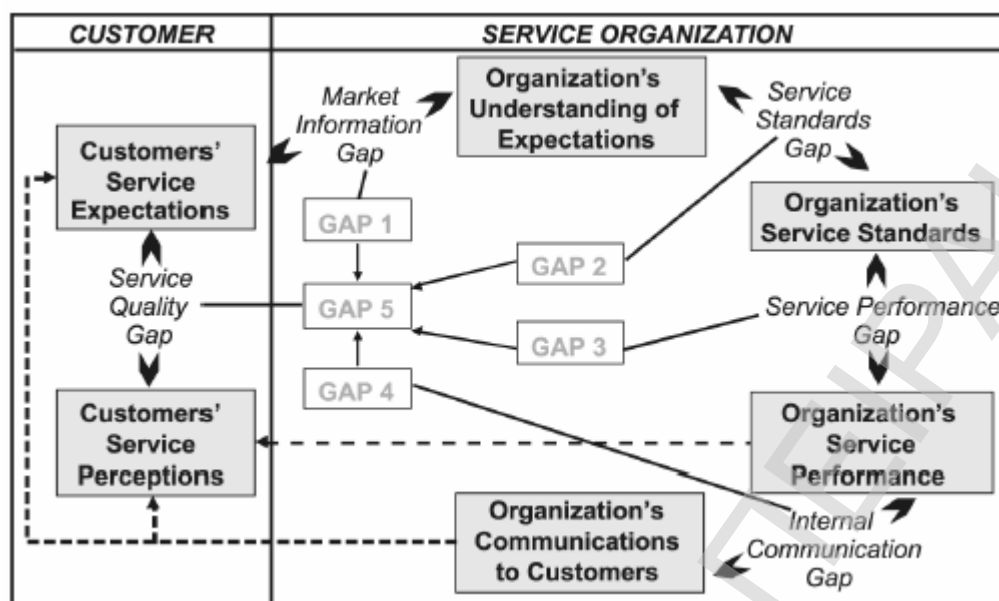 CUSTOMER
SERVICE ORGANIZATION
Customers'
Service
Expectations
Service
Quality
Gap
Customers'
Service
Perceptions
Market
Information
Gap
Organization's
Understanding of
Expectations
Service
Standards
Gap
GAP 1
GAP 2
GAP 5
GAP 3
GAP 4
Organization's
Service Standards
Service Performance
Gap
Organization's
Service
Performance
Internal
Communication
Gap
Organization's
Communications
to Customers
ΠΕΙΡΑ